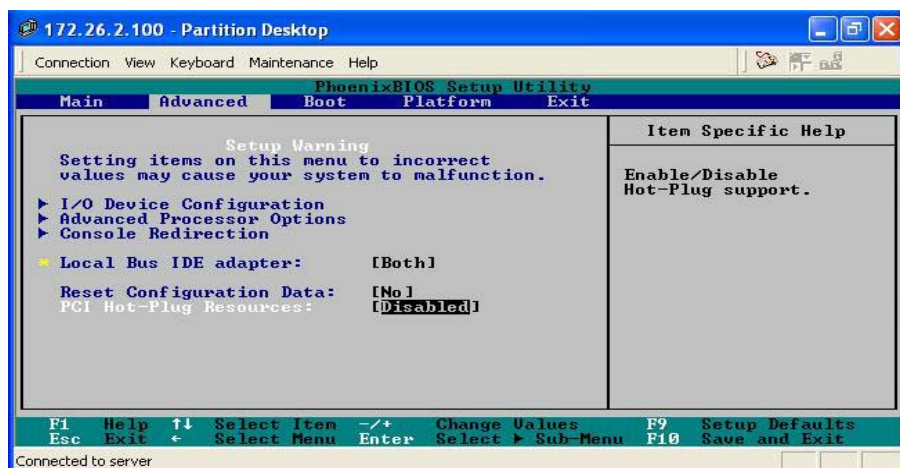 172.26.2.100 - Partition Desktop
Connection View Keyboard Maintenance Help
PhoenixBIOS Setup Utility
Main Advanced Boot Platform Exit
Setup Warning
Setting items on this menu to incorrect
values may cause your system to malfunction.
I/O Device Configuration
Advanced Processor Options
Console Redirection
Local Bus IDE adapter: [Both]
Reset Configuration Data: [No]
PCI Hot-Plug Resources: [Disabled]
Item Specific Help
Enable/Disable
Hot-Plug support.
F1 Help ↑↓ Select Item -/+ Change Values F9 Setup Defaults
Esc Exit ← Select Menu Enter Select ▶ Sub-Menu F10 Save and Exit
Connected to server